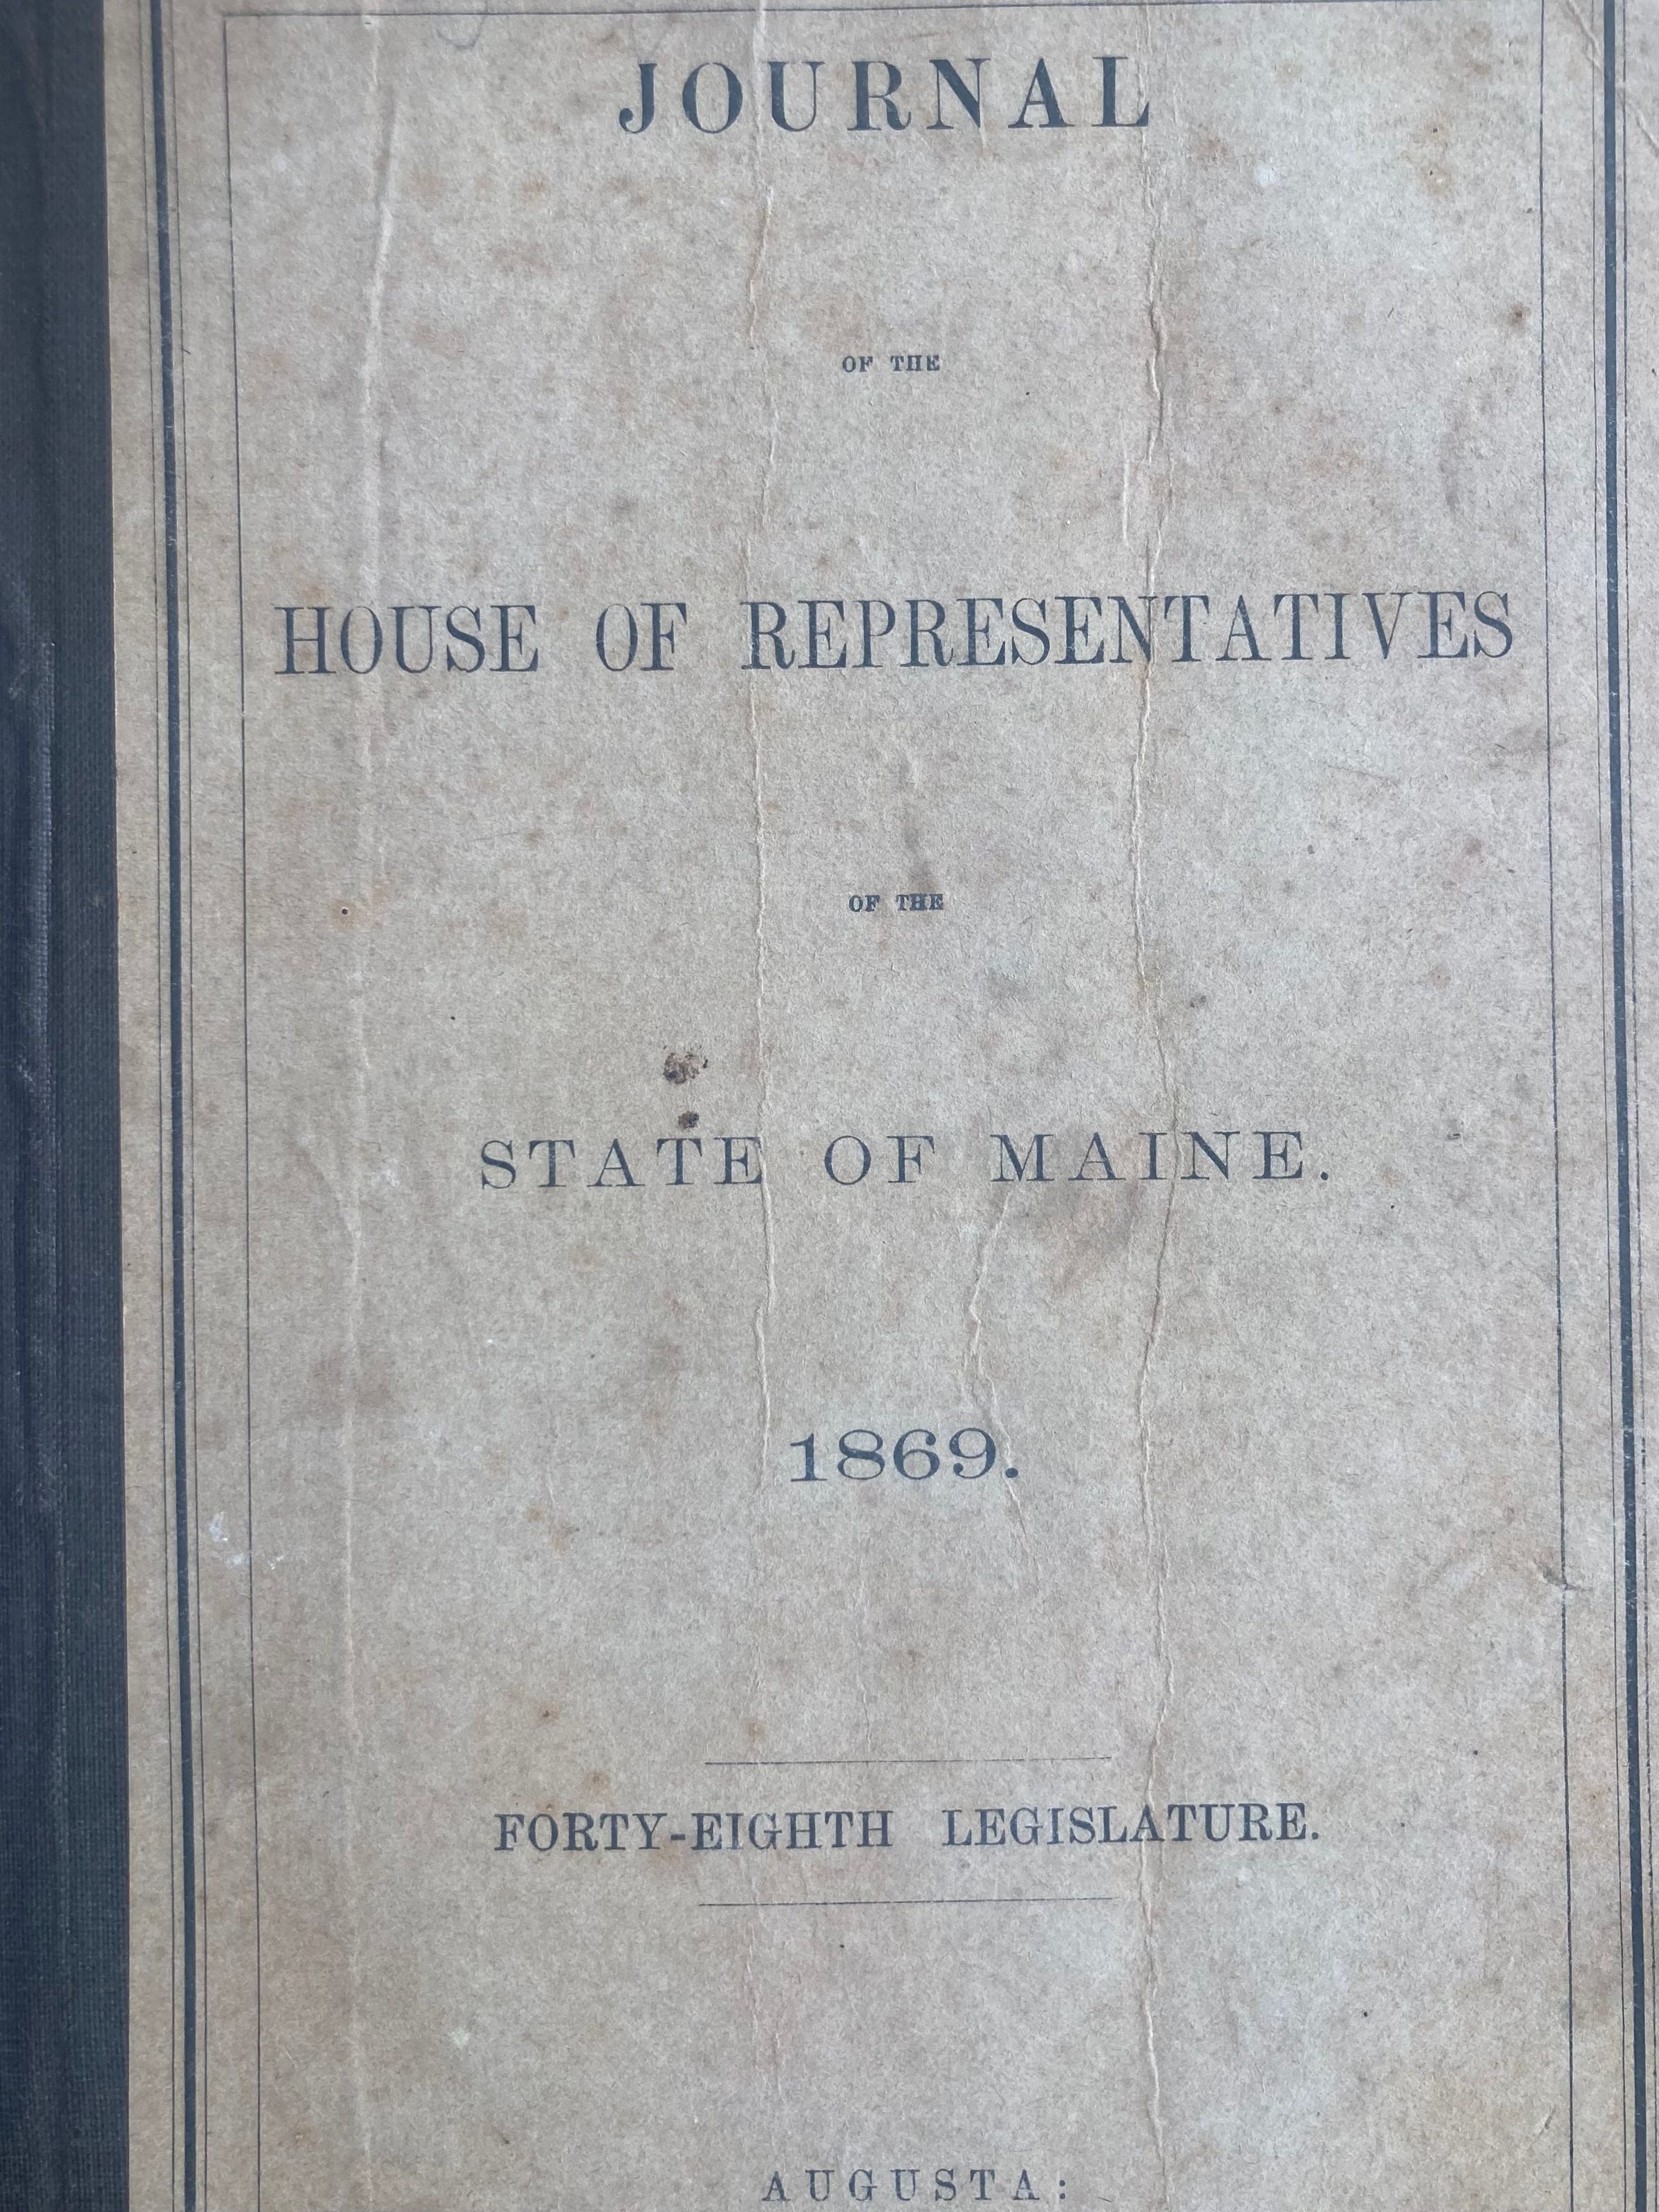 JOURNAL
OF THE
HOUSE OF REPRESENTATIVES
OF THE
STATE OF MAINE.
1869.
FORTY-EIGHTH LEGISLATURE.
AUGUSTA: